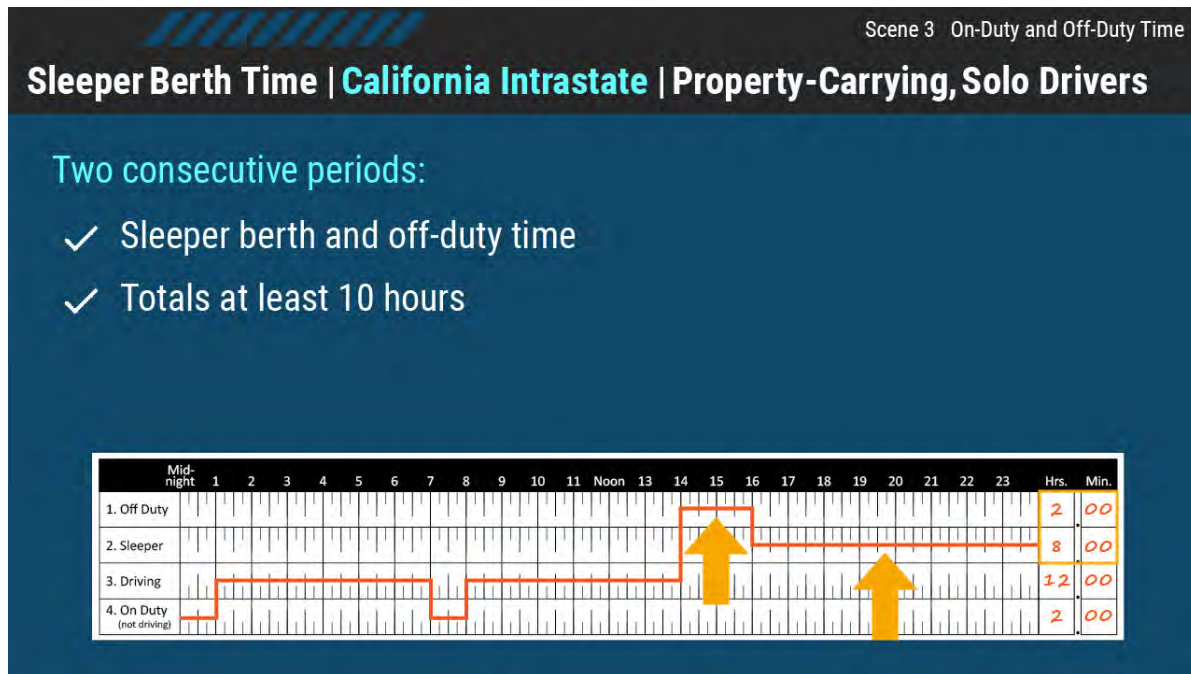 Scene 3 On-Duty and Off-Duty Time
Sleeper Berth Time | California Intrastate | Property-Carrying, Solo Drivers
Two consecutive periods:
Sleeper berth and off-duty time
Totals at least 10 hours
Mid-
night 1 2 3 4 5 6 7 8 9 10 11 Noon 13 14 15 16 17 18 19 20 21 22 23 Hrs. Min.
1. Off Duty 2 00
2. Sleeper 8 00
3. Driving 12 00
4. On Duty 2 00
(not driving)